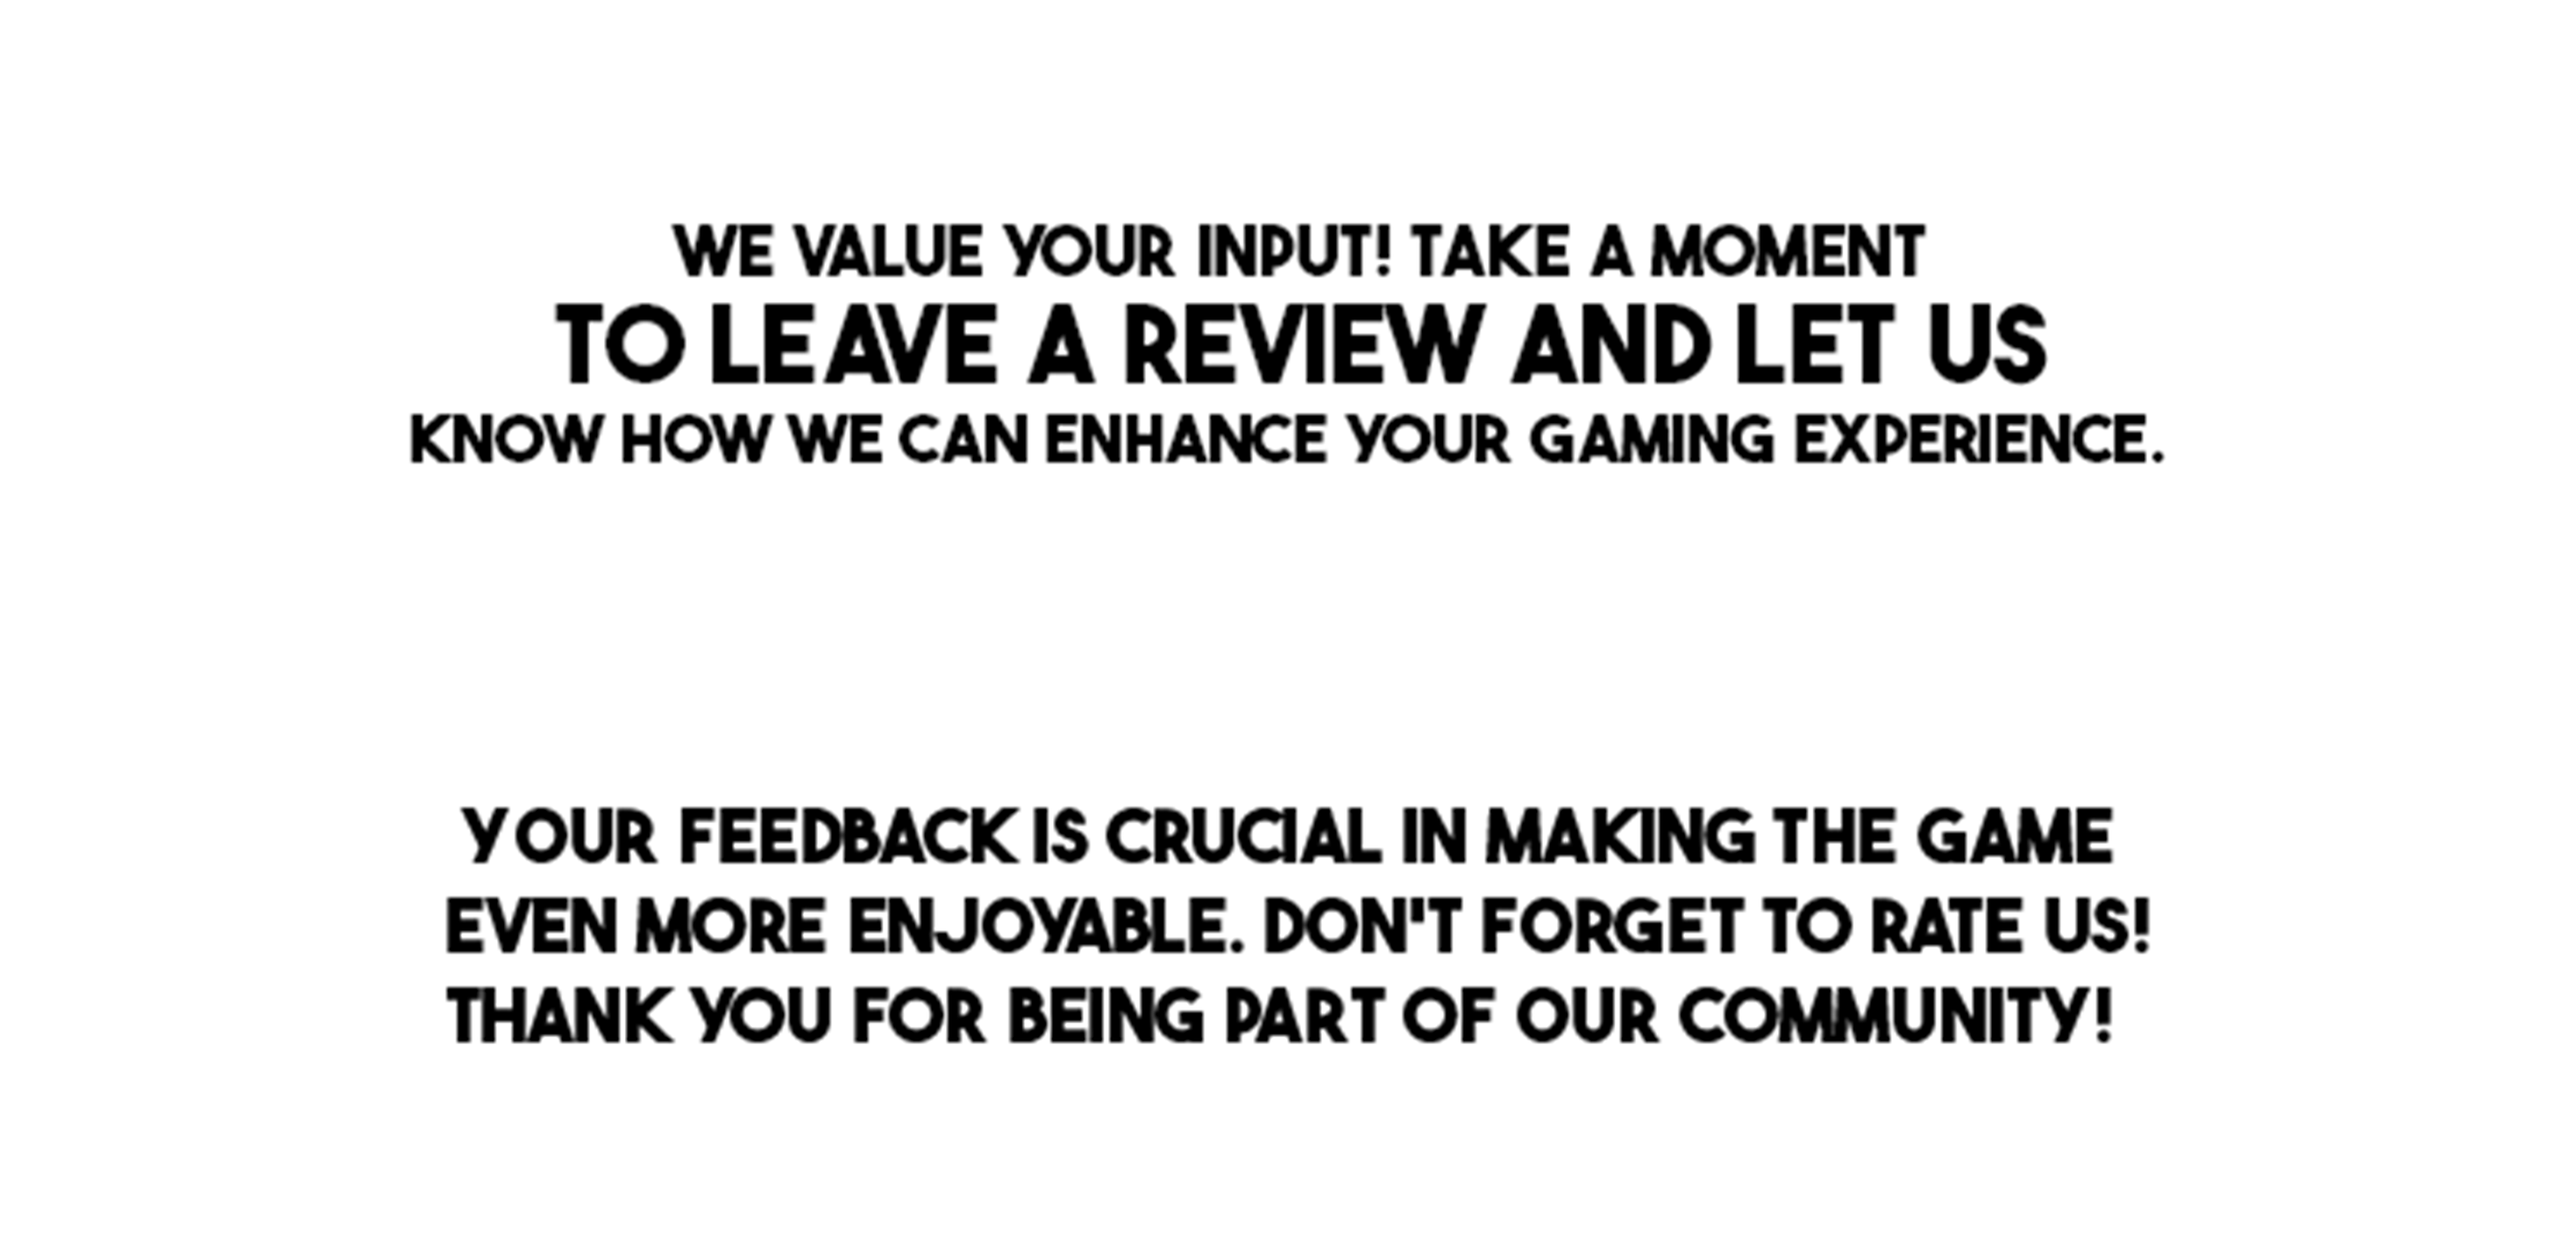 WE VALUE YOUR INPUT! TAKE A MOMENT
TO LEAVE A REVIEW AND LET US
KNOW HOW WE CAN ENHANCE YOUR GAMING EXPERIENCE.
YOUR FEEDBACK IS CRUCIAL IN MAKING THE GAME
EVEN MORE ENJOYABLE. DON'T FORGET TO RATE US!
THANK YOU FOR BEING PART OF OUR COMMUNITY!